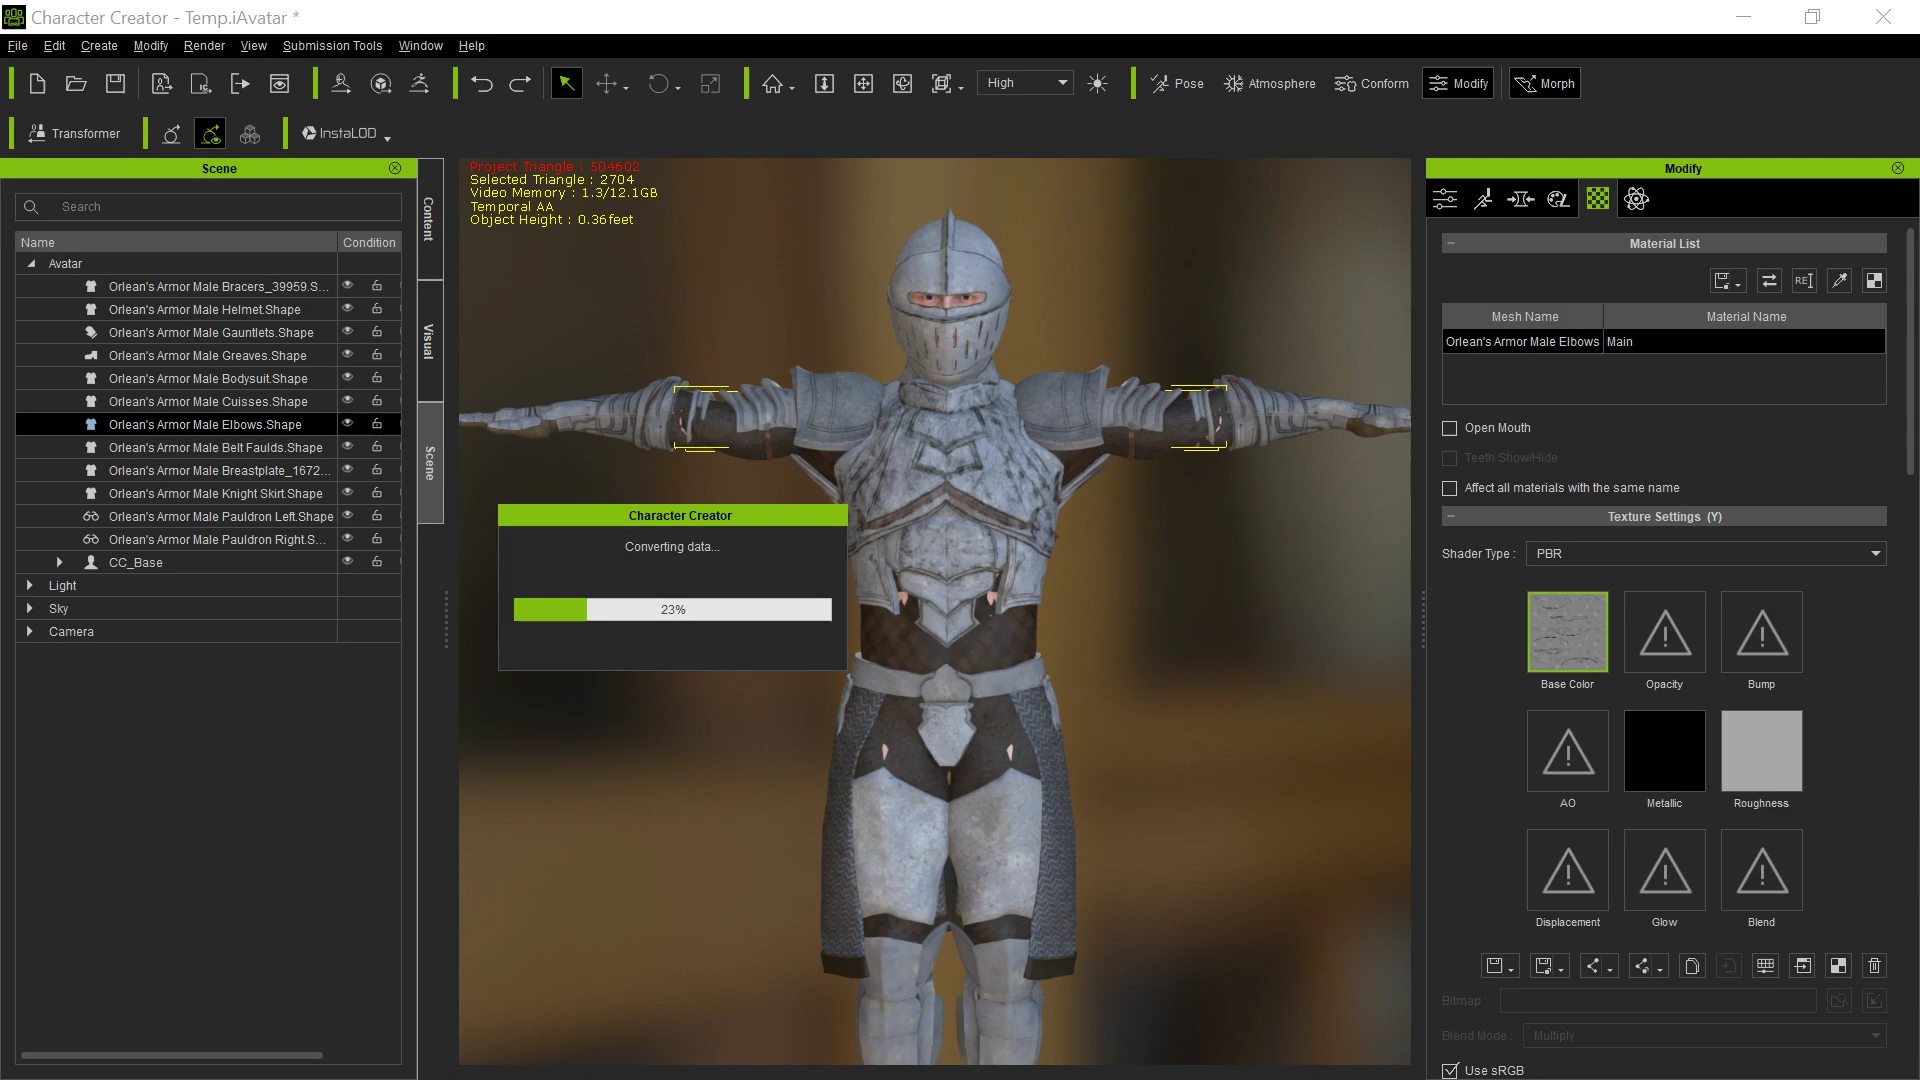 Character Creator - Temp.iAvatar *
File Edit Create Modify Render View Submission Tools Window Help
High
Pose
Atmosphere
Conform
Modify
Morph
Transformer
InstaLOD
Scene
Search
Name Condition
Avatar
Orlean's Armor Male Bracers_39959.S...
Orlean's Armor Male Helmet.Shape
Orlean's Armor Male Gauntlets.Shape
Orlean's Armor Male Greaves.Shape
Orlean's Armor Male Bodysuit.Shape
Orlean's Armor Male Cuisses.Shape
Orlean's Armor Male Elbows.Shape
Orlean's Armor Male Belt Faulds.Shape
Orlean's Armor Male Breastplate_1672...
Orlean's Armor Male Knight Skirt.Shape
Orlean's Armor Male Pauldron Left.Shape
Orlean's Armor Male Pauldron Right.S...
CC_Base
Light
Sky
Camera
Content
Visual
Scene
Project Triangle : 504602
Selected Triangle : 2704
Video Memory : 1.3/12.1GB
Temporal AA
Object Height : 0.36feet
Character Creator
Converting data...
23%
Modify
Material List
Mesh Name Material Name
Orlean's Armor Male Elbows Main
Open Mouth
Teeth Show/Hide
Affect all materials with the same name
Texture Settings (Y)
Shader Type : PBR
Base Color Opacity Bump
AO Metallic Roughness
Displacement Glow Blend
Bitmap :
Blend Mode : Multiply
Use sRGB